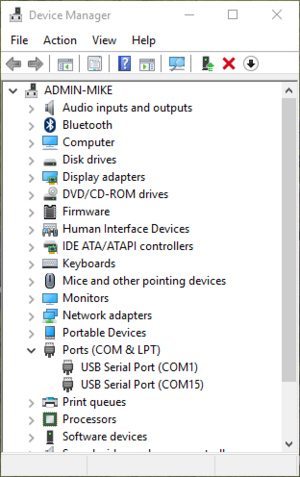 Device Manager
File Action View Help
ADMIN-MIKE
Audio inputs and outputs
Bluetooth
Computer
Disk drives
Display adapters
DVD/CD-ROM drives
Firmware
Human Interface Devices
IDE ATA/ATAPI controllers
Keyboards
Mice and other pointing devices
Monitors
Network adapters
Portable Devices
Ports (COM & LPT)
USB Serial Port (COM1)
USB Serial Port (COM15)
Print queues
Processors
Software devices